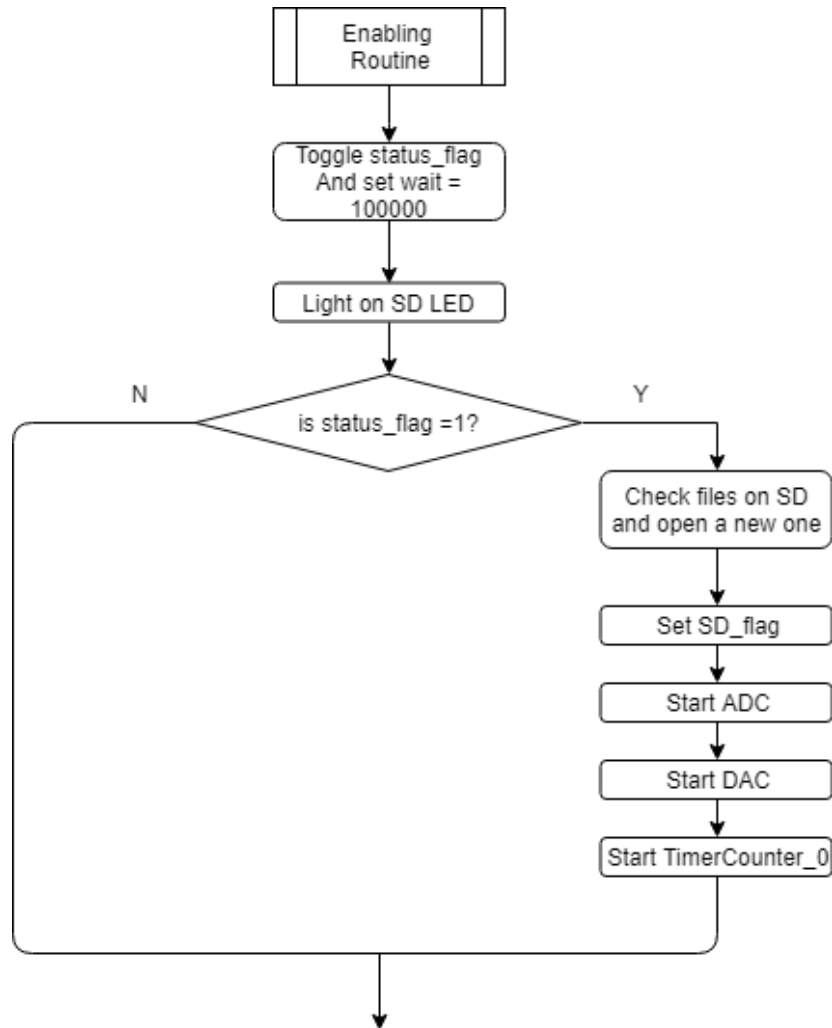 Enabling
Routine
Toggle status_flag
And set wait =
100000
Light on SD LED
N
Y
is status_flag =1?
Check files on SD
and open a new one
Set SD_flag
Start ADC
Start DAC
Start TimerCounter_0